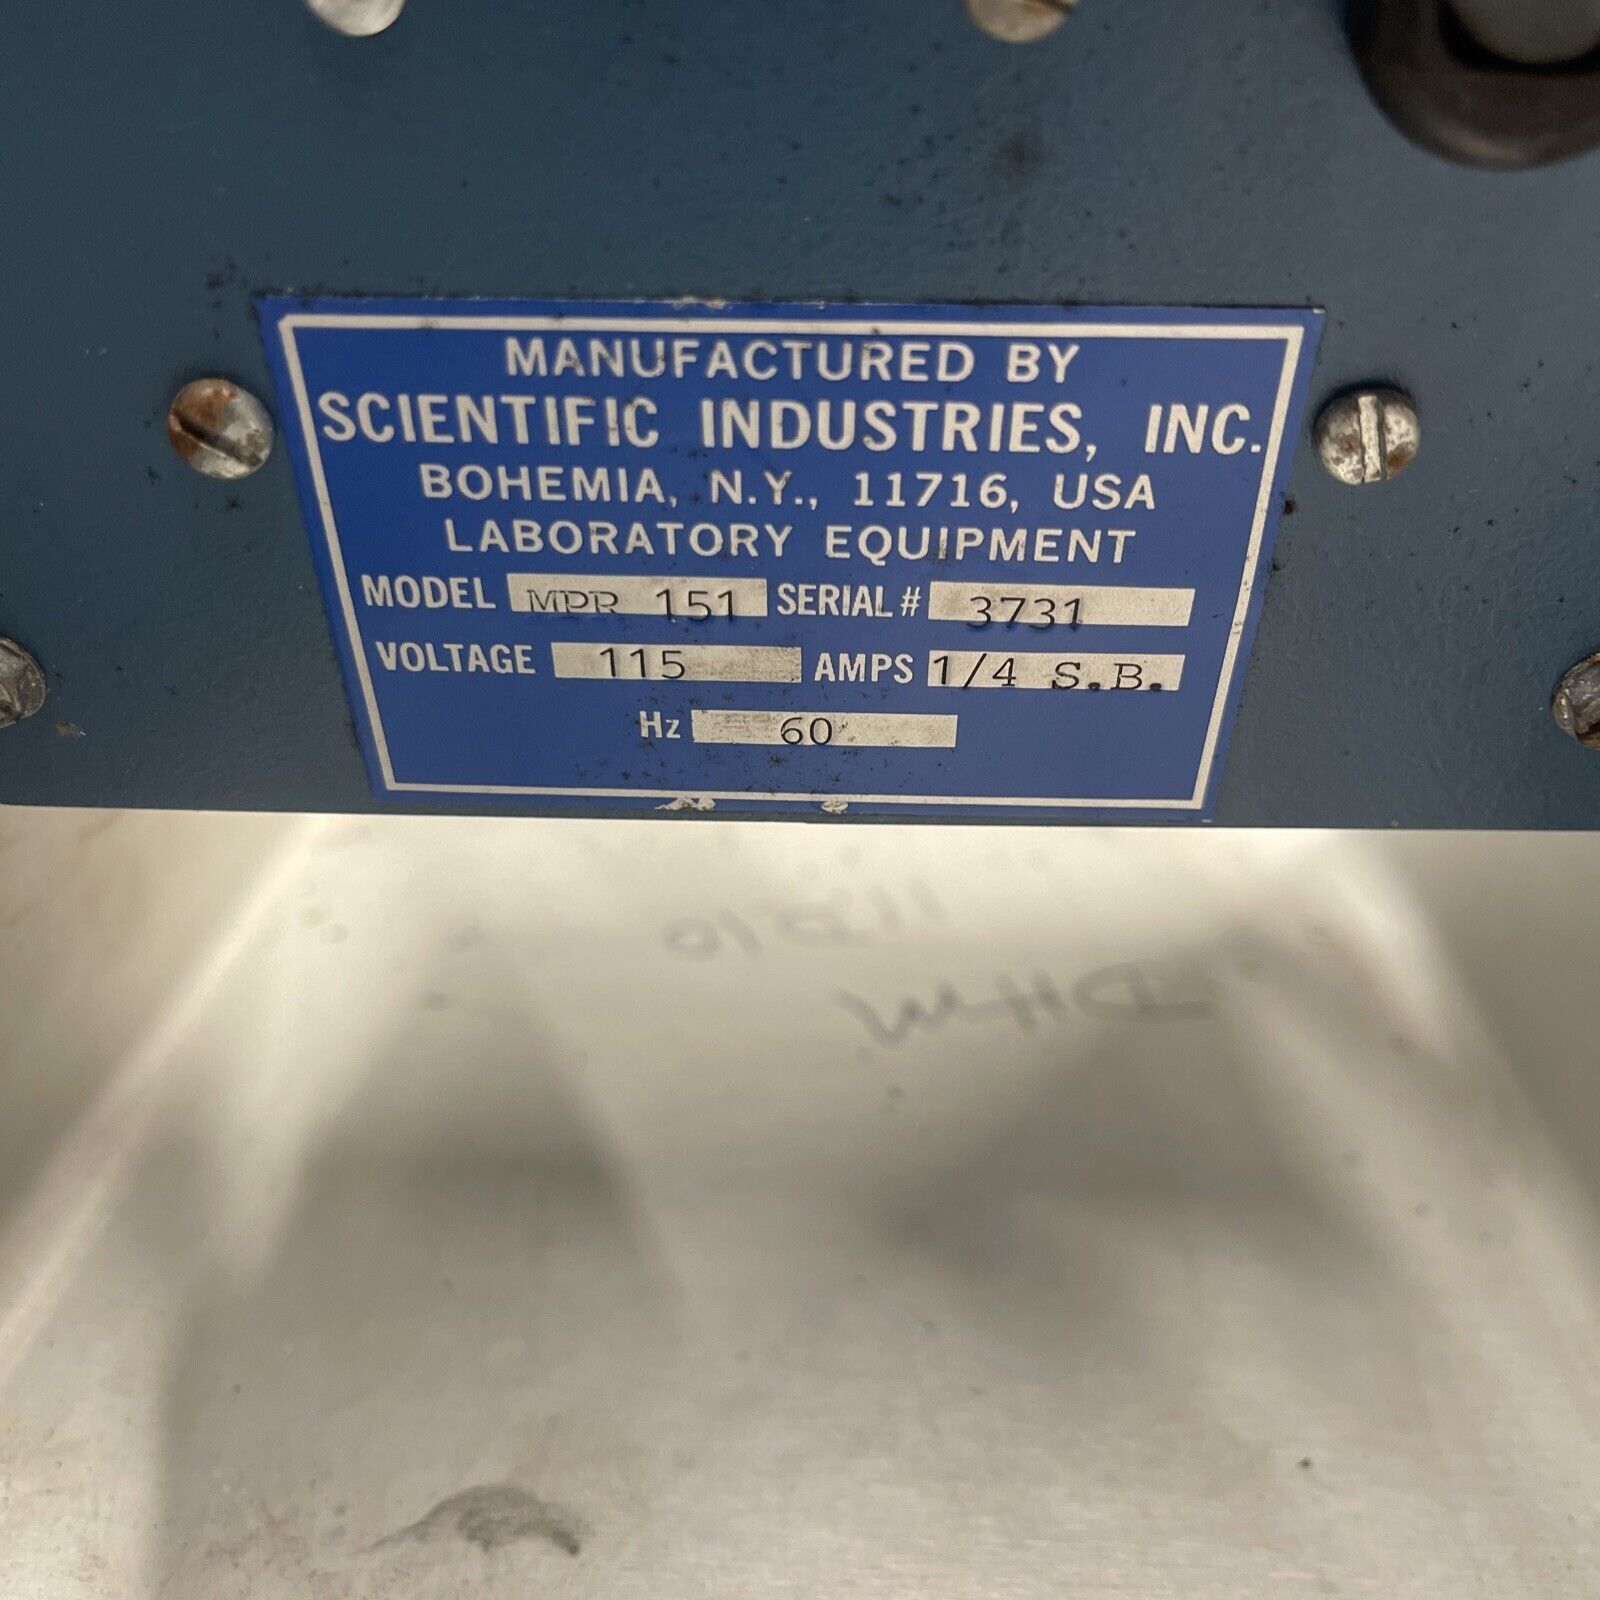 MANUFACTURED BY
SCIENTIFIC INDUSTRIES, INC.
BOHEMIA, N.Y., 11716, USA
LABORATORY EQUIPMENT
MODEL MPR 151 SERIAL # 3731
VOLTAGE 115 AMPS 1/4 S.B.
Hz 60